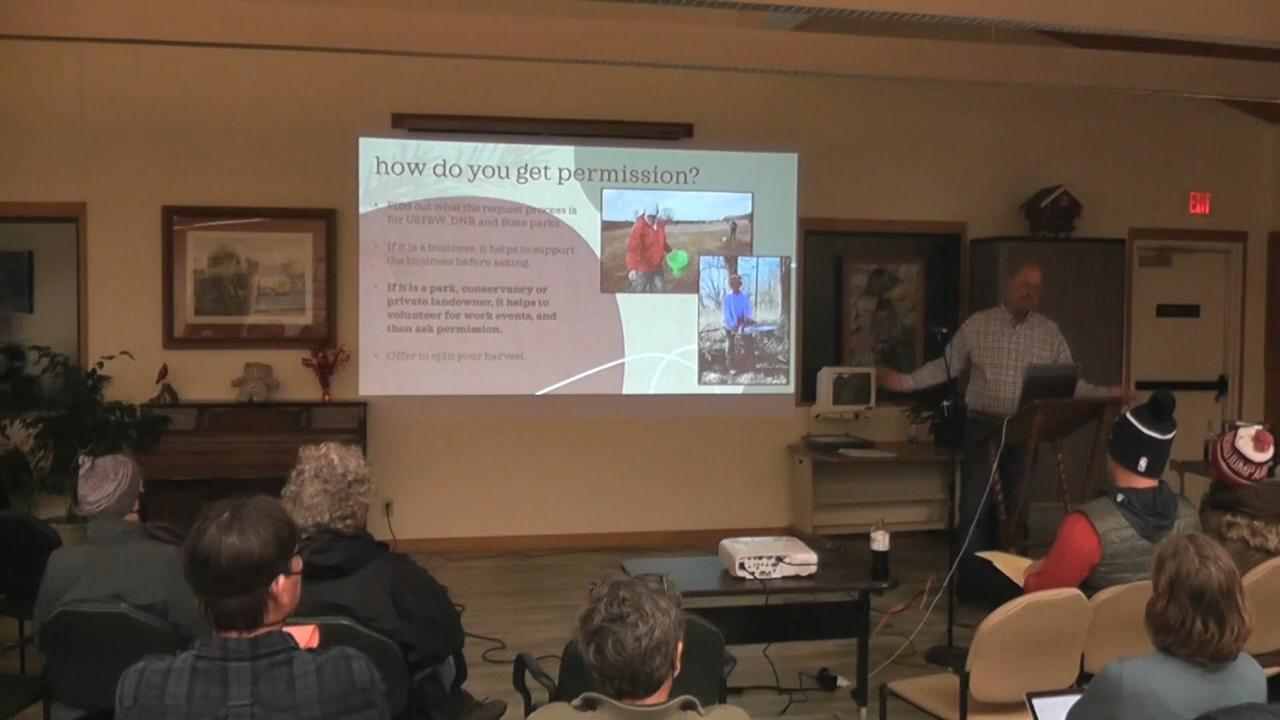 how do you get permission?
• Find out what the request process is
for USF&W, DNR and State parks.
• If it is a business, it helps to support
the business before asking.
• If it is a park, conservancy or
private landowner, it helps to
volunteer for work events, and
then ask permission.
• Offer to split your harvest.
EXIT